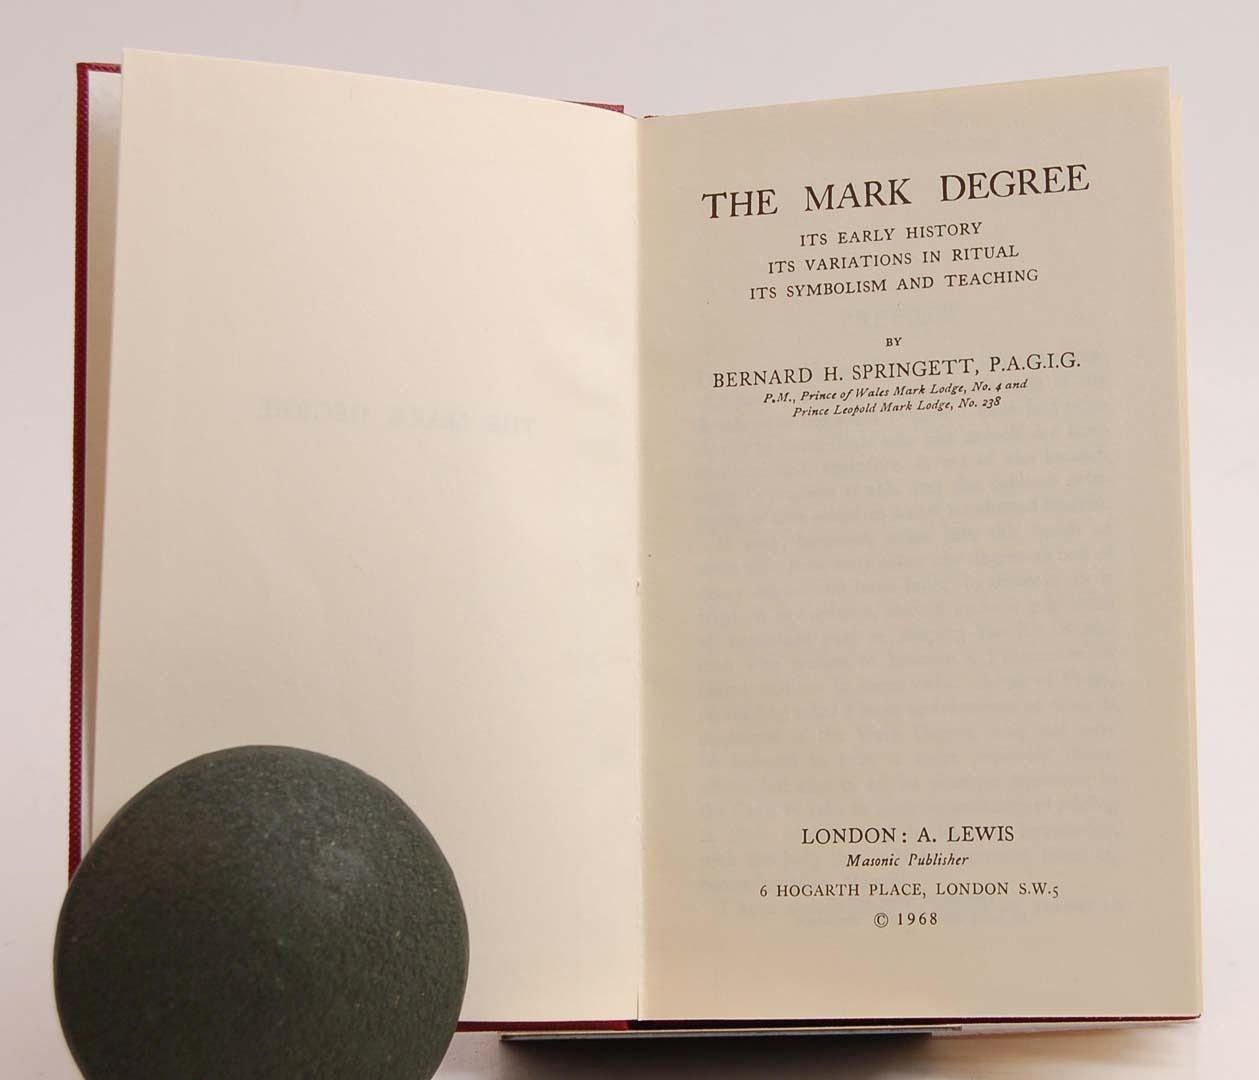 THE MARK DEGREE
ITS EARLY HISTORY
ITS VARIATIONS IN RITUAL
ITS SYMBOLISM AND TEACHING
BY
BERNARD H. SPRINGETT, P.A.G.I.G.
P.M., Prince of Wales Mark Lodge, No. 4 and
Prince Leopold Mark Lodge, No. 238
LONDON: A. LEWIS
Masonic Publisher
6 HOGARTH PLACE, LONDON S.W.5
© 1968